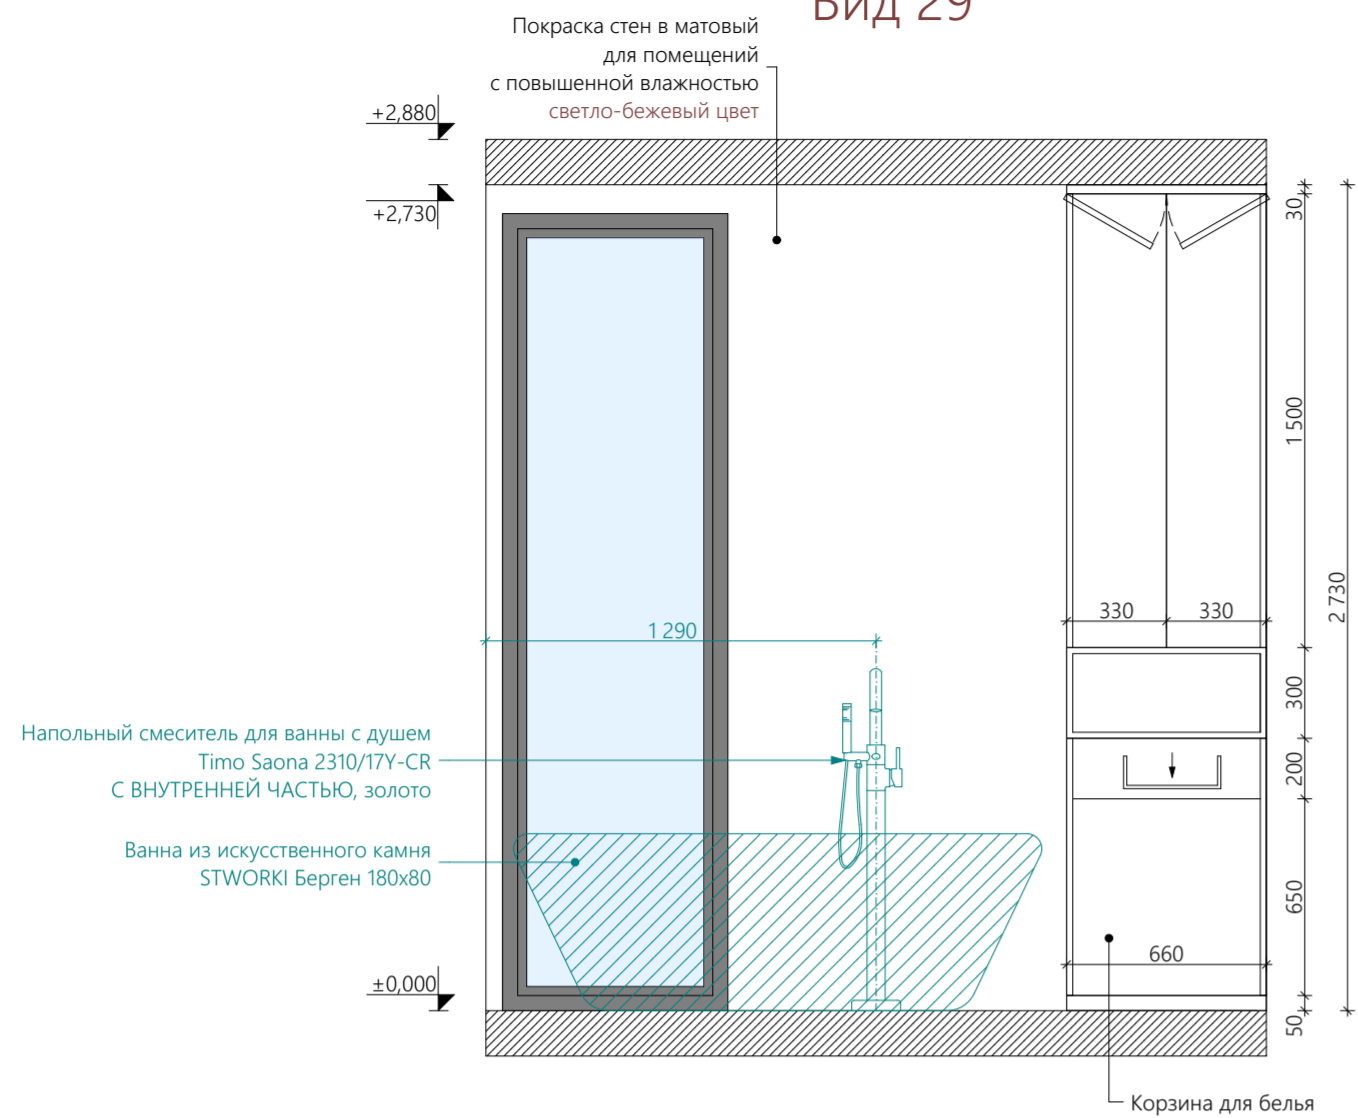 Вид 29
Покраска стен в матовый
для помещений
с повышенной влажностью
светло-бежевый цвет
+2,880
+2,730
30
1 500
2 730
330
330
1 290
300
Напольный смеситель для ванны с душем
Timo Saona 2310/17Y-CR
С ВНУТРЕННЕЙ ЧАСТЬЮ, золото
200
Ванна из искусственного камня
STWORKI Берген 180x80
650
660
±0,000
50
Корзина для белья